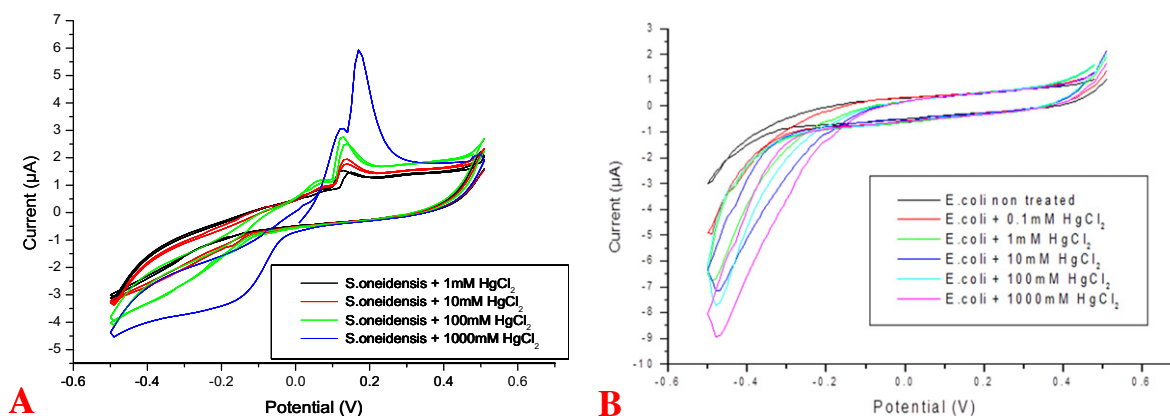 7
6
5
4
3
2
1
0
-1
-2
-3
-4
-5
Current (µA)
-0.6 -0.4 -0.2 0.0 0.2 0.4 0.6
Potential (V)
S.oneidensis + 1mM HgCl₂
S.oneidensis + 10mM HgCl₂
S.oneidensis + 100mM HgCl₂
S.oneidensis + 1000mM HgCl₂
A
3
2
1
0
-1
-2
-3
-4
-5
-6
-7
-8
-9
-10
Current (µA)
-0.6 -0.4 -0.2 0.0 0.2 0.4 0.6
Potential (V)
E.coli non treated
E.coli + 0.1mM HgCl₂
E.coli + 1mM HgCl₂
E.coli + 10mM HgCl₂
E.coli + 100mM HgCl₂
E.coli + 1000mM HgCl₂
B